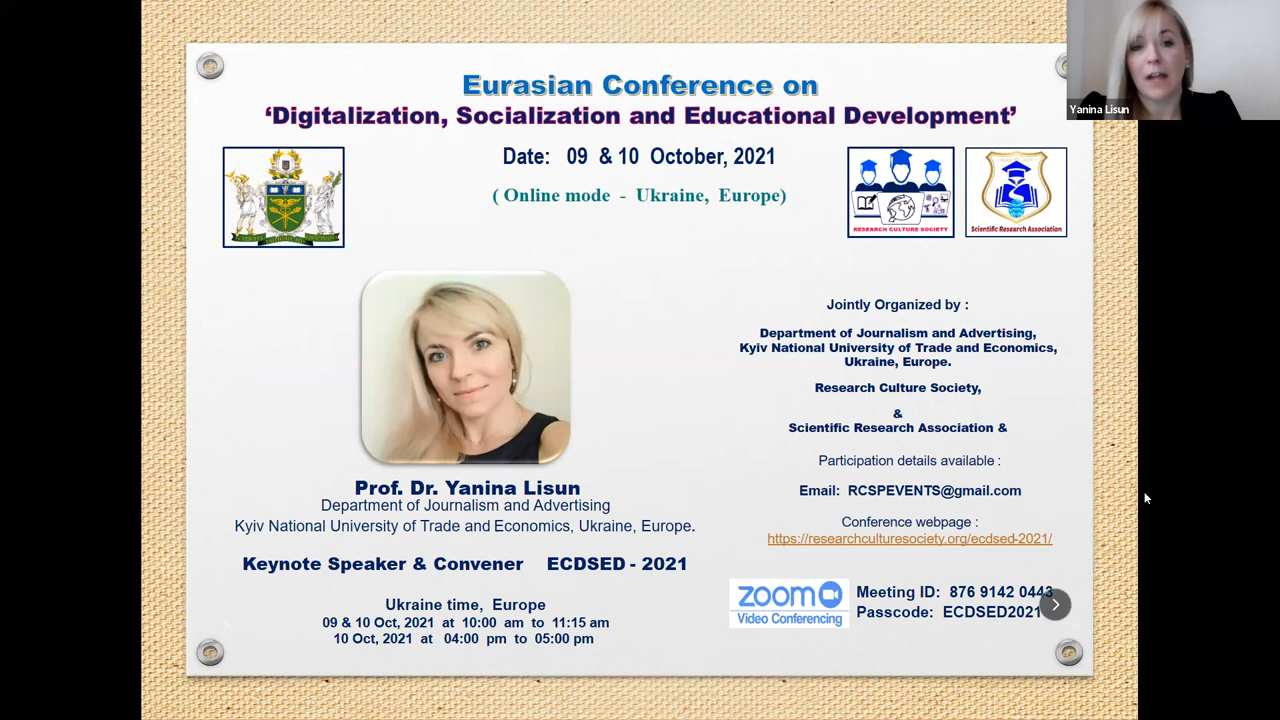 Eurasian Conference on
‘Digitalization, Socialization and Educational Development’
Yanina Lisun
Date: 09 & 10 October, 2021
( Online mode - Ukraine, Europe)
RESEARCH CULTURE SOCIETY
Scientific Research Association
Jointly Organized by :
Department of Journalism and Advertising,
Kyiv National University of Trade and Economics,
Ukraine, Europe.
Research Culture Society,
&
Scientific Research Association &
Participation details available :
Email: RCSPEVENTS@gmail.com
Conference webpage :
https://researchculturesociety.org/ecdsed-2021/
Prof. Dr. Yanina Lisun
Department of Journalism and Advertising
Kyiv National University of Trade and Economics, Ukraine, Europe.
Keynote Speaker & Convener ECDSED - 2021
Ukraine time, Europe
09 & 10 Oct, 2021 at 10:00 am to 11:15 am
10 Oct, 2021 at 04:00 pm to 05:00 pm
zoom
Video Conferencing
Meeting ID: 876 9142 0443
Passcode: ECDSED2021